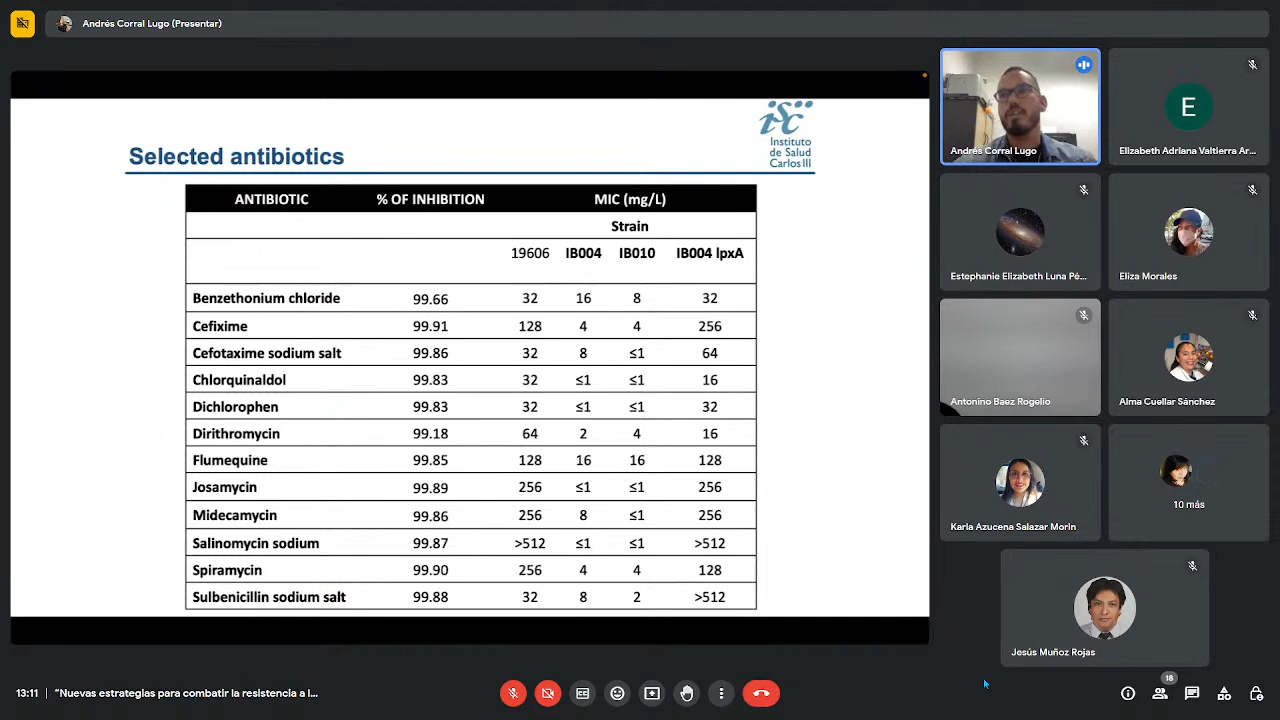 Andrés Corral Lugo (Presentar)
isc
Instituto
de Salud
Carlos III
Selected antibiotics
ANTIBIOTIC % OF INHIBITION MIC (mg/L)
Strain
19606 IB004 IB010 IB004 lpxA
Benzethonium chloride 99.66 32 16 8 32
Cefixime 99.91 128 4 4 256
Cefotaxime sodium salt 99.86 32 8 ≤1 64
Chlorquinaldol 99.83 32 ≤1 ≤1 16
Dichlorophen 99.83 32 ≤1 ≤1 32
Dirithromycin 99.18 64 2 4 16
Flumequine 99.85 128 16 16 128
Josamycin 99.89 256 ≤1 ≤1 256
Midecamycin 99.86 256 8 ≤1 256
Salinomycin sodium 99.87 >512 ≤1 ≤1 >512
Spiramycin 99.90 256 4 4 128
Sulbenicillin sodium salt 99.88 32 8 2 >512
Andrés Corral Lugo
E
Elizabeth Adriana Valtierra Ar...
Estephanie Elizabeth Luna Pé...
Eliza Morales
Antonino Baez Rogelio
Alma Cuellar Sánchez
Karla Azucena Salazar Morín
10 más
Jesús Muñoz Rojas
13:11 | "Nuevas estrategias para combatir la resistencia a l...
18